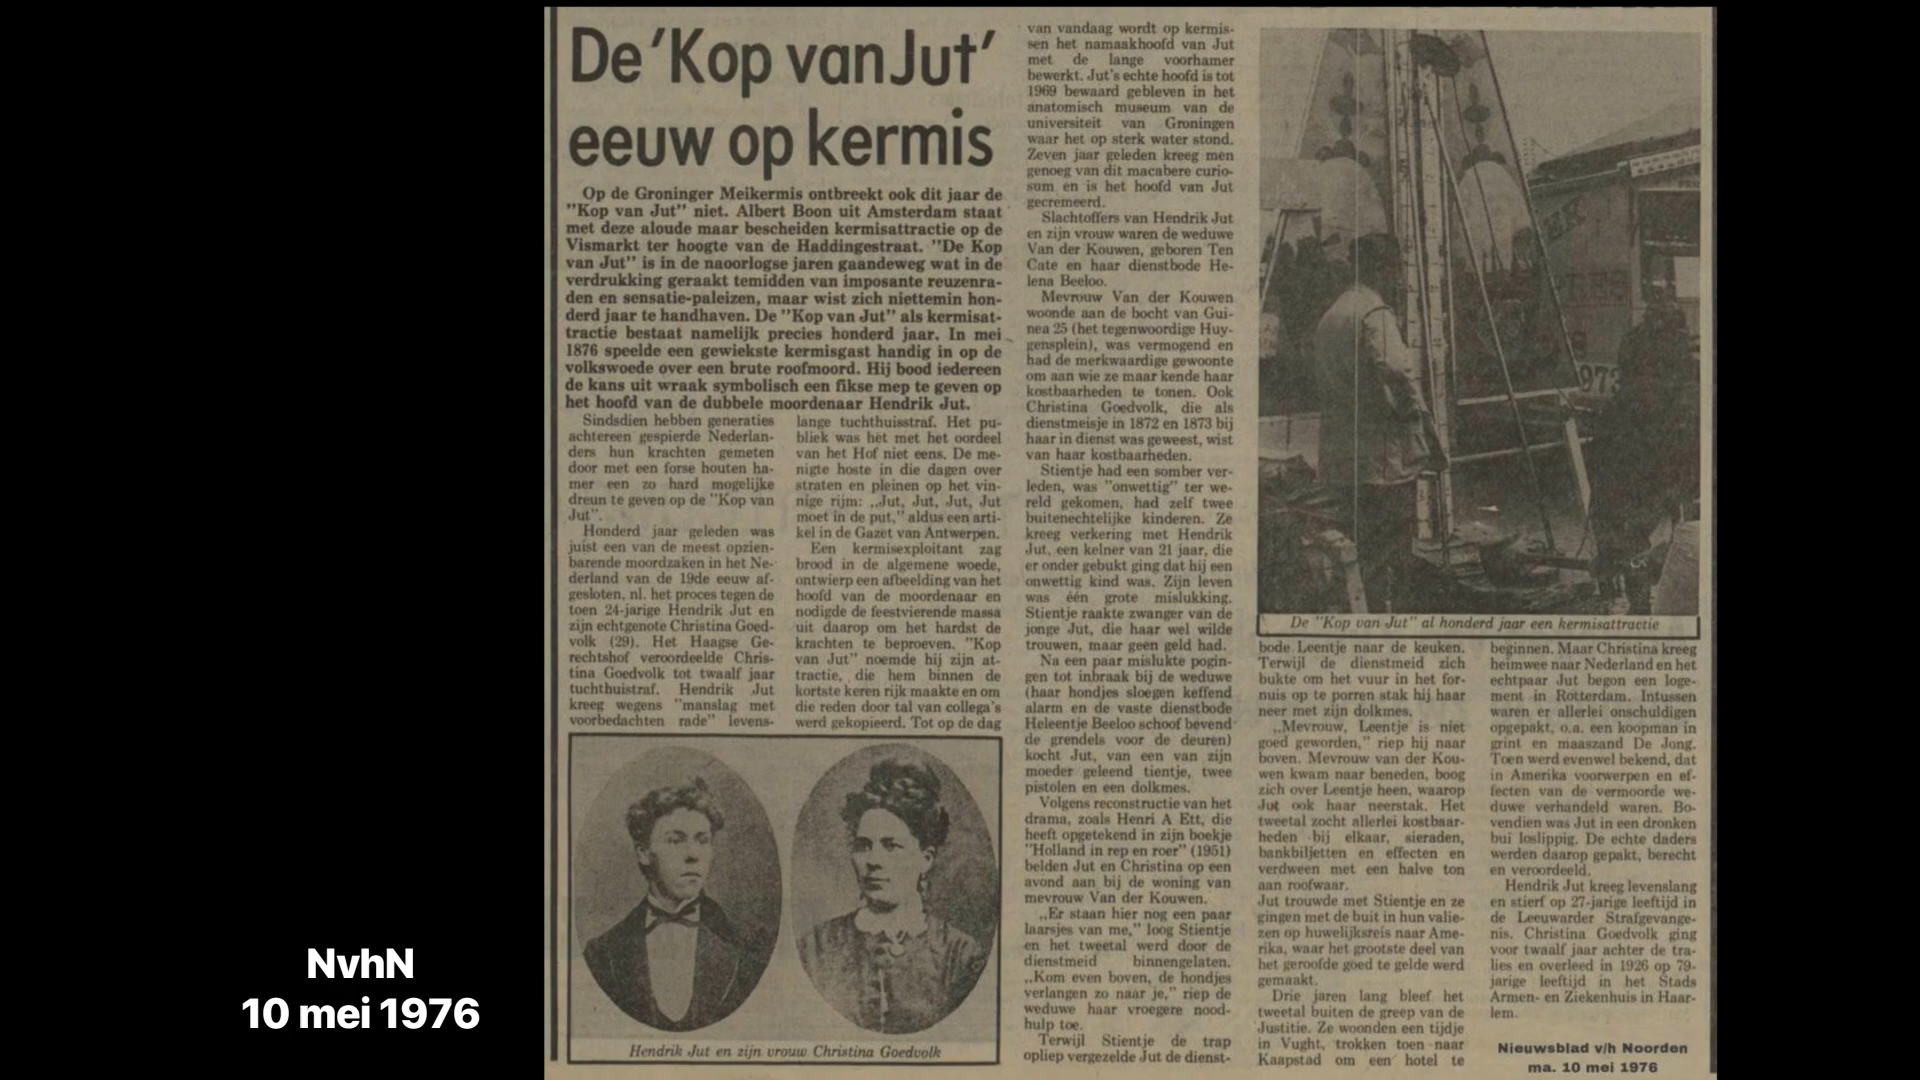 De 'Kop van Jut'
eeuw op kermis
Op de Groninger Meikermis ontbreekt ook dit jaar de
"Kop van Jut" niet. Albert Boon uit Amsterdam staat
met deze aloude maar bescheiden kermisattractie op de
Vismarkt ter hoogte van de Haddingestraat. "De Kop
van Jut" is in de naoorlogse jaren gaandeweg wat in de
verdrukking geraakt temidden van imposante reuzenra-
den en sensatie-paleizen, maar wist zich niettemin hon-
derd jaar te handhaven. De "Kop van Jut" als kermisat-
tractie bestaat namelijk precies honderd jaar. In mei
1876 speelde een gewiekste kermisgast handig in op de
volkswoede over een brute roofmoord. Hij bood iedereen
de kans uit wraak symbolisch een fikse mep te geven op
het hoofd van de dubbele moordenaar Hendrik Jut.
Sindsdien hebben generaties
achtereen gespierde Nederlan-
ders hun krachten gemeten
door met een forse houten ha-
mer een zo hard mogelijke
dreun te geven op de "Kop van
Jut".
Honderd jaar geleden was
juist een van de meest opzien-
barende moordzaken in het Ne-
derland van de 19de eeuw af-
gesloten, nl. het proces tegen de
toen 24-jarige Hendrik Jut en
zijn echtgenote Christina Goed-
volk (29). Het Haagse Ge-
rechtshof veroordeelde Chris-
tina Goedvolk tot twaalf jaar
tuchthuistraf. Hendrik Jut
kreeg wegens "manslag met
voorbedachten rade" levens-
lange tuchthuisstraf. Het pu-
bliek was het met het oordeel
van het Hof niet eens. De me-
nigte hoste in die dagen over
straten en pleinen op het vin-
nige rijm: „Jut, Jut, Jut, Jut
moet in de put," aldus een arti-
kel in de Gazet van Antwerpen.
Een kermisexploitant zag
brood in de algemene woede,
ontwierp een afbeelding van het
hoofd van de moordenaar en
nodigde de feestvierende massa
uit daarop om het hardst de
krachten te beproeven. "Kop
van Jut" noemde hij zijn at-
tractie, die hem binnen de
kortste keren rijk maakte en om
die reden door tal van collega's
werd gekopieerd. Tot op de dag
Hendrik Jut en zijn vrouw Christina Goedvolk
van vandaag wordt op kermis-
sen het namaakhoofd van Jut
met de lange voorhamer
bewerkt. Jut's echte hoofd is tot
1969 bewaard gebleven in het
anatomisch museum van de
universiteit van Groningen
waar het op sterk water stond.
Zeven jaar geleden kreeg men
genoeg van dit macabere curio-
sum en is het hoofd van Jut
gecremeerd.
Slachtoffers van Hendrik Jut
en zijn vrouw waren de weduwe
Van der Kouwen, geboren Ten
Cate en haar dienstbode He-
lena Beeloo.
Mevrouw Van der Kouwen
woonde aan de bocht van Gui-
nea 25 (het tegenwoordige Huy-
gensplein), was vermogend en
had de merkwaardige gewoonte
om aan wie ze maar kende haar
kostbaarheden te tonen. Ook
Christina Goedvolk, die als
dienstmeisje in 1872 en 1873 bij
haar in dienst was geweest, wist
van haar kostbaarheden.
Stientje had een somber ver-
leden, was "onwettig" ter we-
reld gekomen, had zelf twee
buitenechtelijke kinderen. Ze
kreeg verkering met Hendrik
Jut, een kelner van 21 jaar, die
er onder gebukt ging dat hij een
onwettig kind was. Zijn leven
was één grote mislukking.
Stientje raakte zwanger van de
jonge Jut, die haar wel wilde
trouwen, maar geen geld had.
Na een paar mislukte pogin-
gen tot inbraak bij de weduwe
(haar hondjes sloegen keffend
alarm en de vaste dienstbode
Heleentje Beeloo schoof bevend
de grendels voor de deuren)
kocht Jut, van een van zijn
moeder geleend tientje, twee
pistolen en een dolkmes.
Volgens reconstructie van het
drama, zoals Henri A Ett, die
heeft opgetekend in zijn boekje
"Holland in rep en roer" (1951)
belden Jut en Christina op een
avond aan bij de woning van
mevrouw Van der Kouwen.
„Er staan hier nog een paar
laarsjes van me," loog Stientje
en het tweetal werd door de
dienstmeid binnengelaten.
„Kom even boven, de hondjes
verlangen zo naar je," riep de
weduwe haar vroegere nood-
hulp toe.
Terwijl Stientje de trap
opliep vergezelde Jut de dienst-
973
De "Kop van Jut" al honderd jaar een kermisattractie
bode Leentje naar de keuken.
Terwijl de dienstmeid zich
bukte om het vuur in het for-
nuis op te porren stak hij haar
neer met zijn dolkmes.
„Mevrouw, Leentje is niet
goed geworden," riep hij naar
boven. Mevrouw van der Kou-
wen kwam naar beneden, boog
zich over Leentje heen, waarop
Jut ook haar neerstak. Het
tweetal zocht allerlei kostbaar-
heden bij elkaar, sieraden,
bankbiljetten en effecten en
verdween met een halve ton
aan roofwaar.
Jut trouwde met Stientje en ze
gingen met de buit in hun valie-
zen op huwelijksreis naar Ame-
rika, waar het grootste deel van
het geroofde goed te gelde werd
gemaakt.
Drie jaren lang bleef het
tweetal buiten de greep van de
Justitie. Ze woonden een tijdje
in Vught, trokken toen naar
Kaapstad om een hotel te
beginnen. Maar Christina kreeg
heimwee naar Nederland en het
echtpaar Jut begon een loge-
ment in Rotterdam. Intussen
waren er allerlei onschuldigen
opgepakt, o.a. een koopman in
grint en maaszand De Jong.
Toen werd evenwel bekend, dat
in Amerika voorwerpen en ef-
fecten van de vermoorde we-
duwe verhandeld waren. Bo-
vendien was Jut in een dronken
bui loslippig. De echte daders
werden daarop gepakt, berecht
en veroordeeld.
Hendrik Jut kreeg levenslang
en stierf op 27-jarige leeftijd in
de Leeuwarder Strafgevange-
nis. Christina Goedvolk ging
voor twaalf jaar achter de tra-
lies en overleed in 1926 op 79-
jarige leeftijd in het Stads
Armen- en Ziekenhuis in Haar-
lem.
Nieuwsblad v/h Noorden
ma. 10 mei 1976
NvhN
10 mei 1976